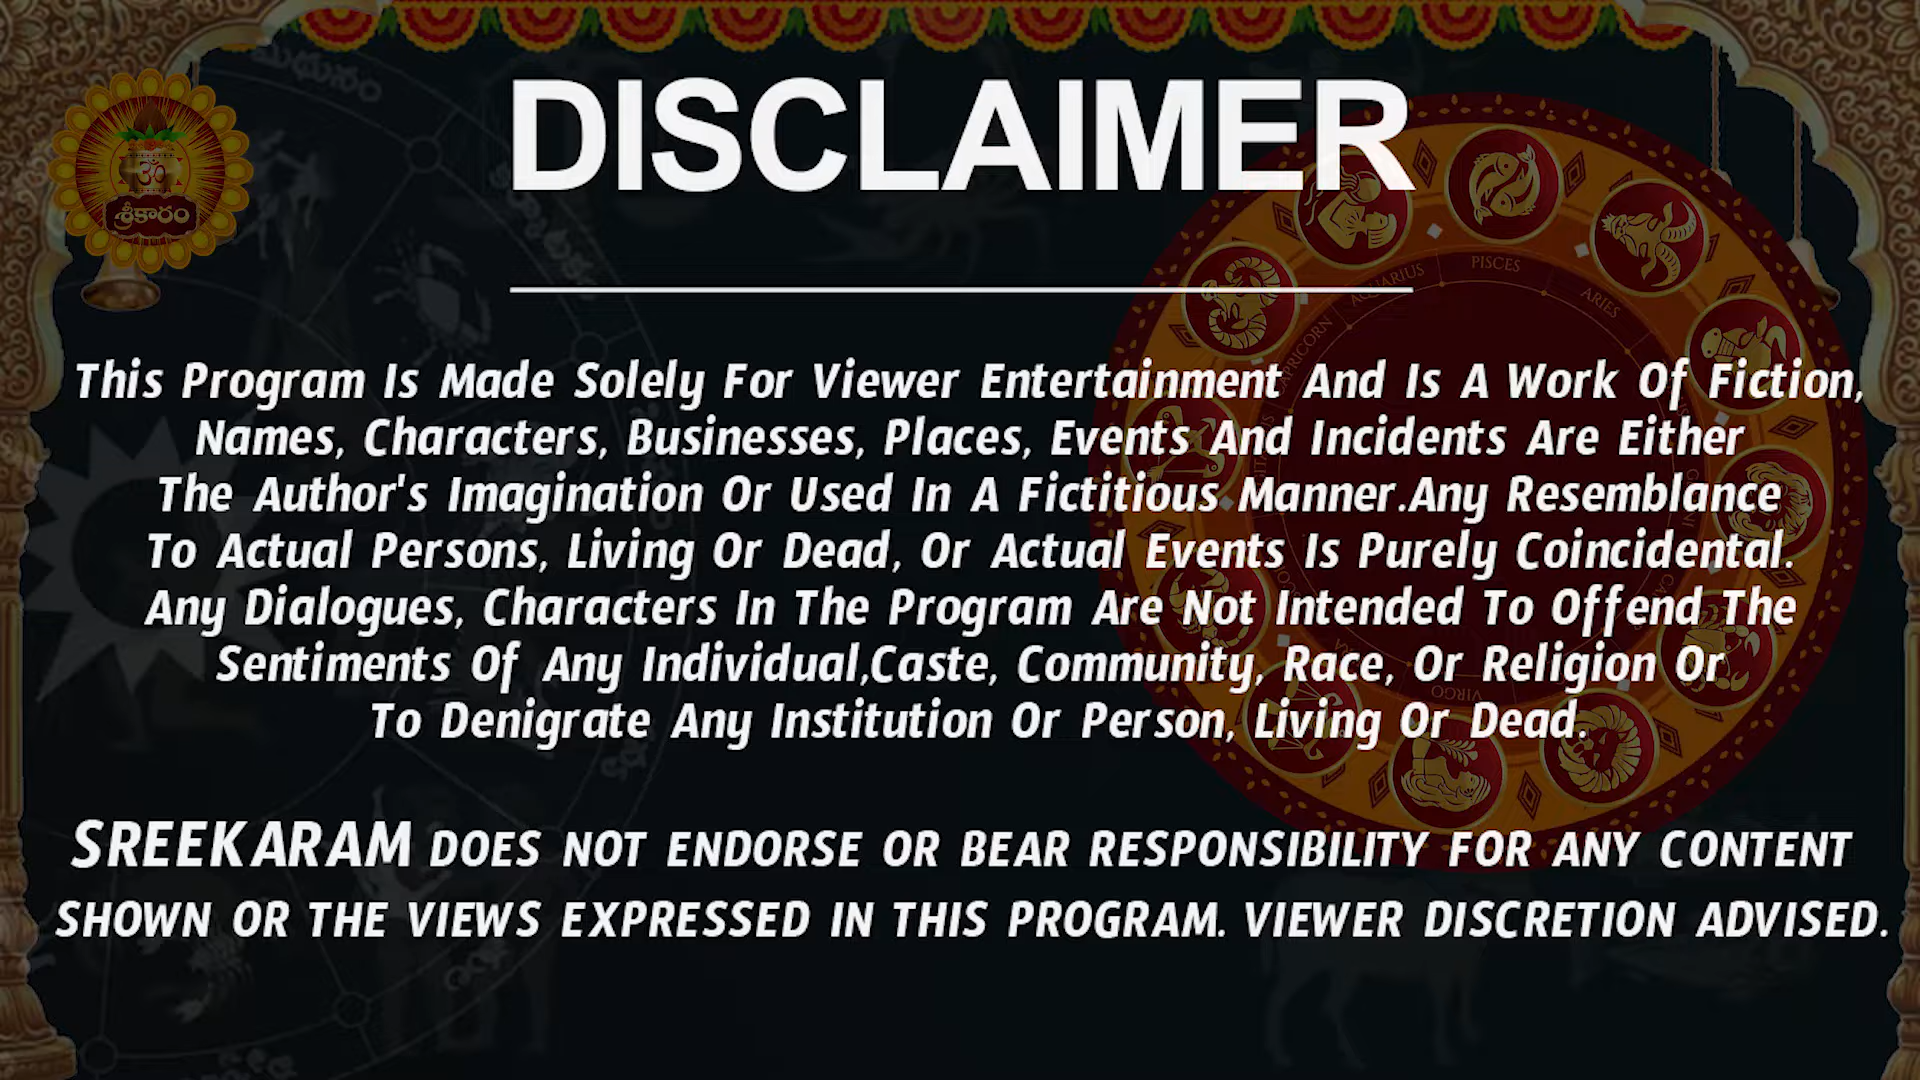 DISCLAIMER
శ్రీకారం
PISCES
ARIES
AQUARIUS
CAPRICORN
This Program Is Made Solely For Viewer Entertainment And Is A Work Of Fiction,
Names, Characters, Businesses, Places, Events And Incidents Are Either
The Author's Imagination Or Used In A Fictitious Manner.Any Resemblance
To Actual Persons, Living Or Dead, Or Actual Events Is Purely Coincidental.
Any Dialogues, Characters In The Program Are Not Intended To Offend The
Sentiments Of Any Individual,Caste, Community, Race, Or Religion Or
VIRGO
To Denigrate Any Institution Or Person, Living Or Dead.
SREEKARAM DOES NOT ENDORSE OR BEAR RESPONSIBILITY FOR ANY CONTENT
SHOWN OR THE VIEWS EXPRESSED IN THIS PROGRAM. VIEWER DISCRETION ADVISED.